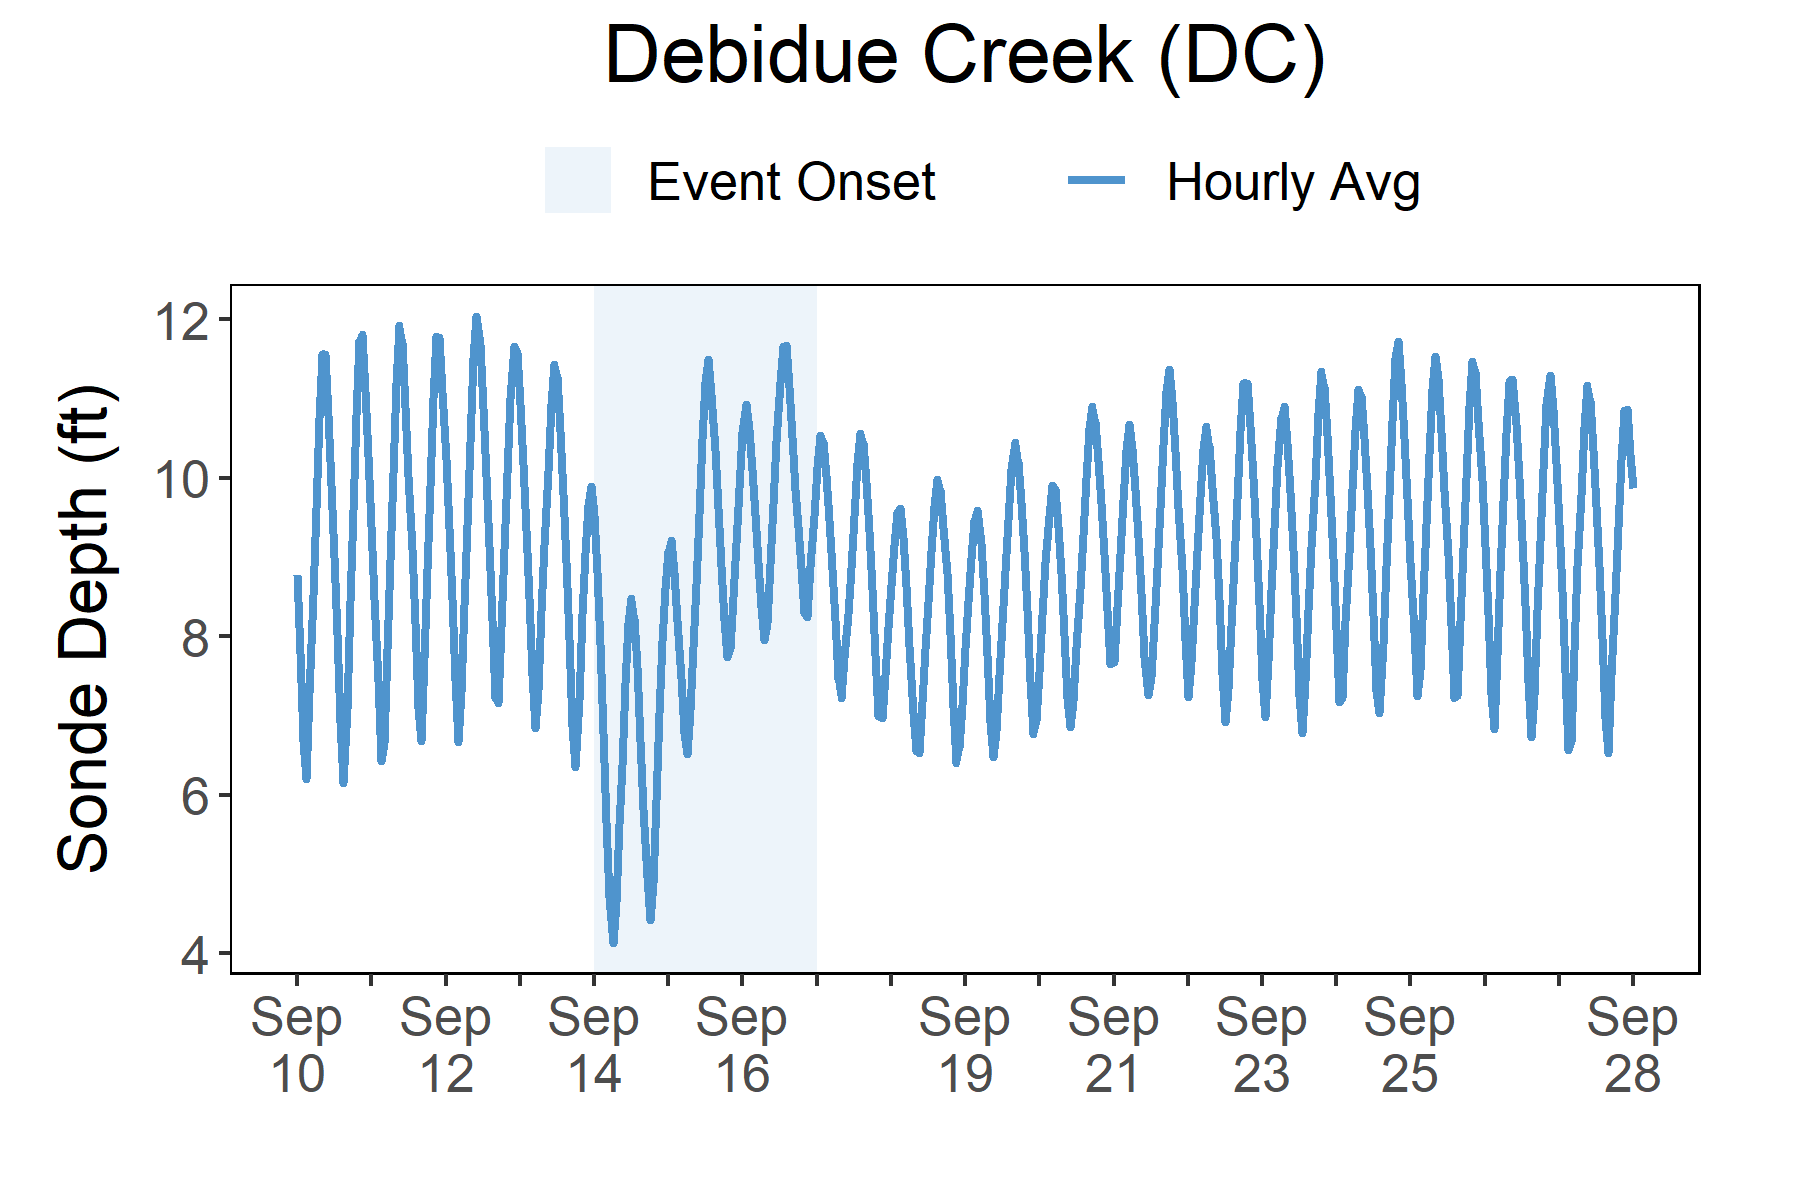 Debidue Creek (DC)
Event Onset Hourly Avg
Sonde Depth (ft)
12
10
8
6
4
Sep Sep Sep Sep Sep Sep Sep Sep Sep
10 12 14 16 19 21 23 25 28